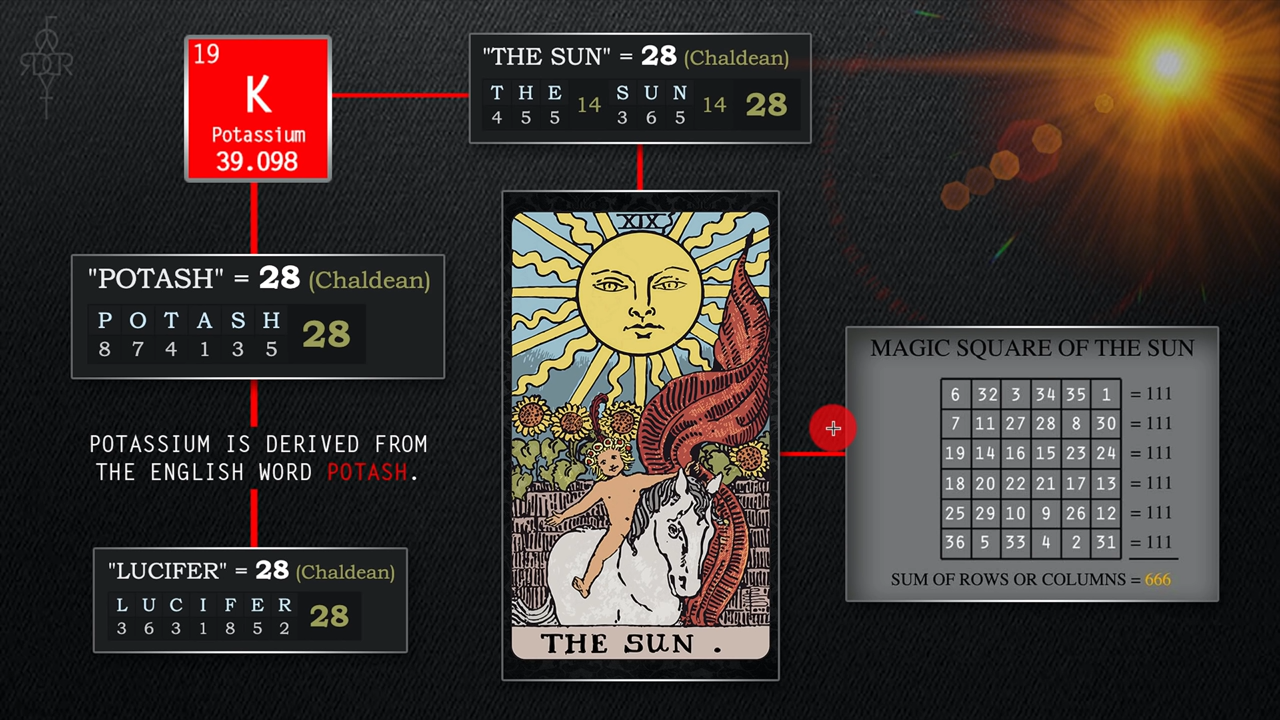 19
K
Potassium
39.098
"THE SUN" = 28 (Chaldean)
T H E 14 S U N 14 28
4 5 5 3 6 5
"POTASH" = 28 (Chaldean)
P O T A S H 28
8 7 4 1 3 5
POTASSIUM IS DERIVED FROM
THE ENGLISH WORD POTASH.
"LUCIFER" = 28 (Chaldean)
L U C I F E R 28
3 6 3 1 8 5 2
XIX
THE SUN .
MAGIC SQUARE OF THE SUN
6 32 3 34 35 1 = 111
7 11 27 28 8 30 = 111
19 14 16 15 23 24 = 111
18 20 22 21 17 13 = 111
25 29 10 9 26 12 = 111
36 5 33 4 2 31 = 111
SUM OF ROWS OR COLUMNS = 666